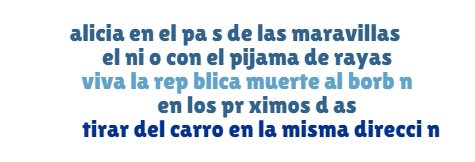 alicia en el pa s de las maravillas
el ni o con el pijama de rayas
viva la rep blica muerte al borb n
en los pr ximos d as
tirar del carro en la misma direcci n